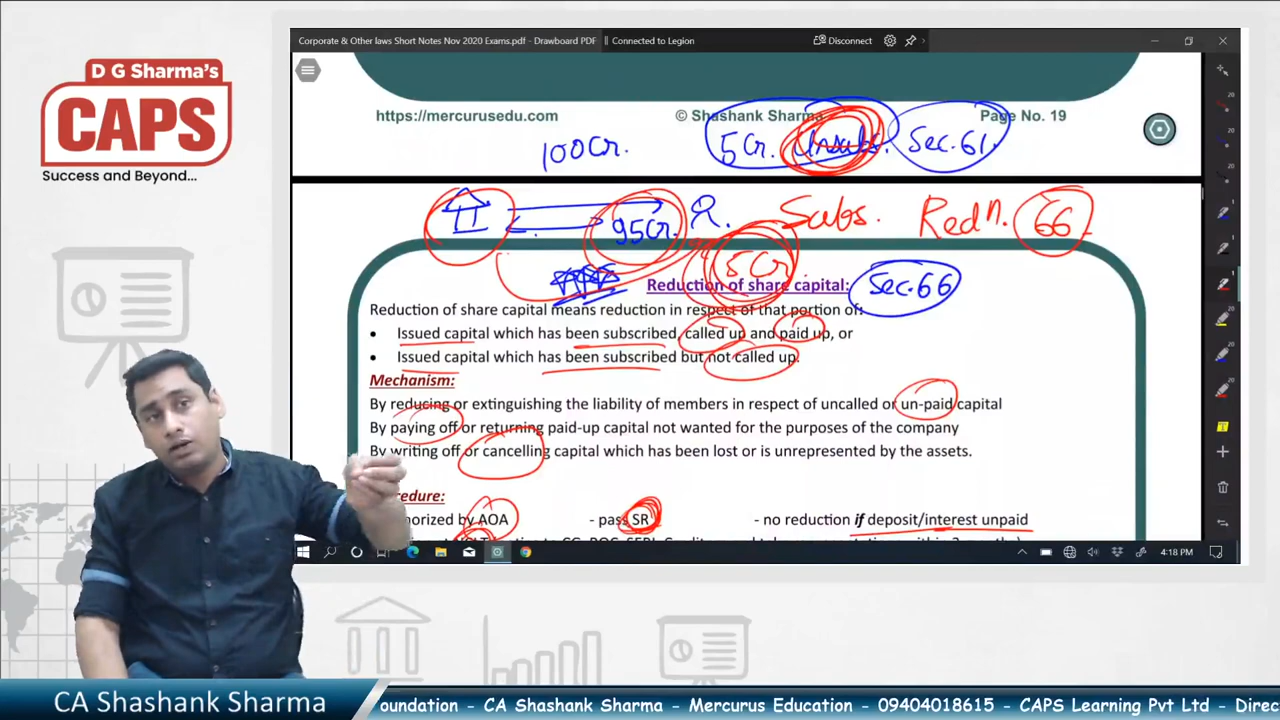 D G Sharma's
CAPS
Success and Beyond...
Corporate & Other laws Short Notes Nov 2020 Exams.pdf - Drawboard PDF
Connected to Legion
Disconnect
https://mercurusedu.com
© Shashank Sharma
Page No. 19
100Cr.
5Cr. Unsubs.
Sec.61.
95Cr.
Subs. Redn. 66
5Cr
Reduction of share capital:
Sec.66
Reduction of share capital means reduction in respect of that portion of:
• Issued capital which has been subscribed, called up and paid up, or
• Issued capital which has been subscribed but not called up.
Mechanism:
By reducing or extinguishing the liability of members in respect of uncalled or un-paid capital
By paying off or returning paid-up capital not wanted for the purposes of the company
By writing off or cancelling capital which has been lost or is unrepresented by the assets.
edure:
horized by AOA - pass SR - no reduction if deposit/interest unpaid
4:18 PM
CA Shashank Sharma
oundation - CA Shashank Sharma - Mercurus Education - 09404018615 - CAPS Learning Pvt Ltd - Direc